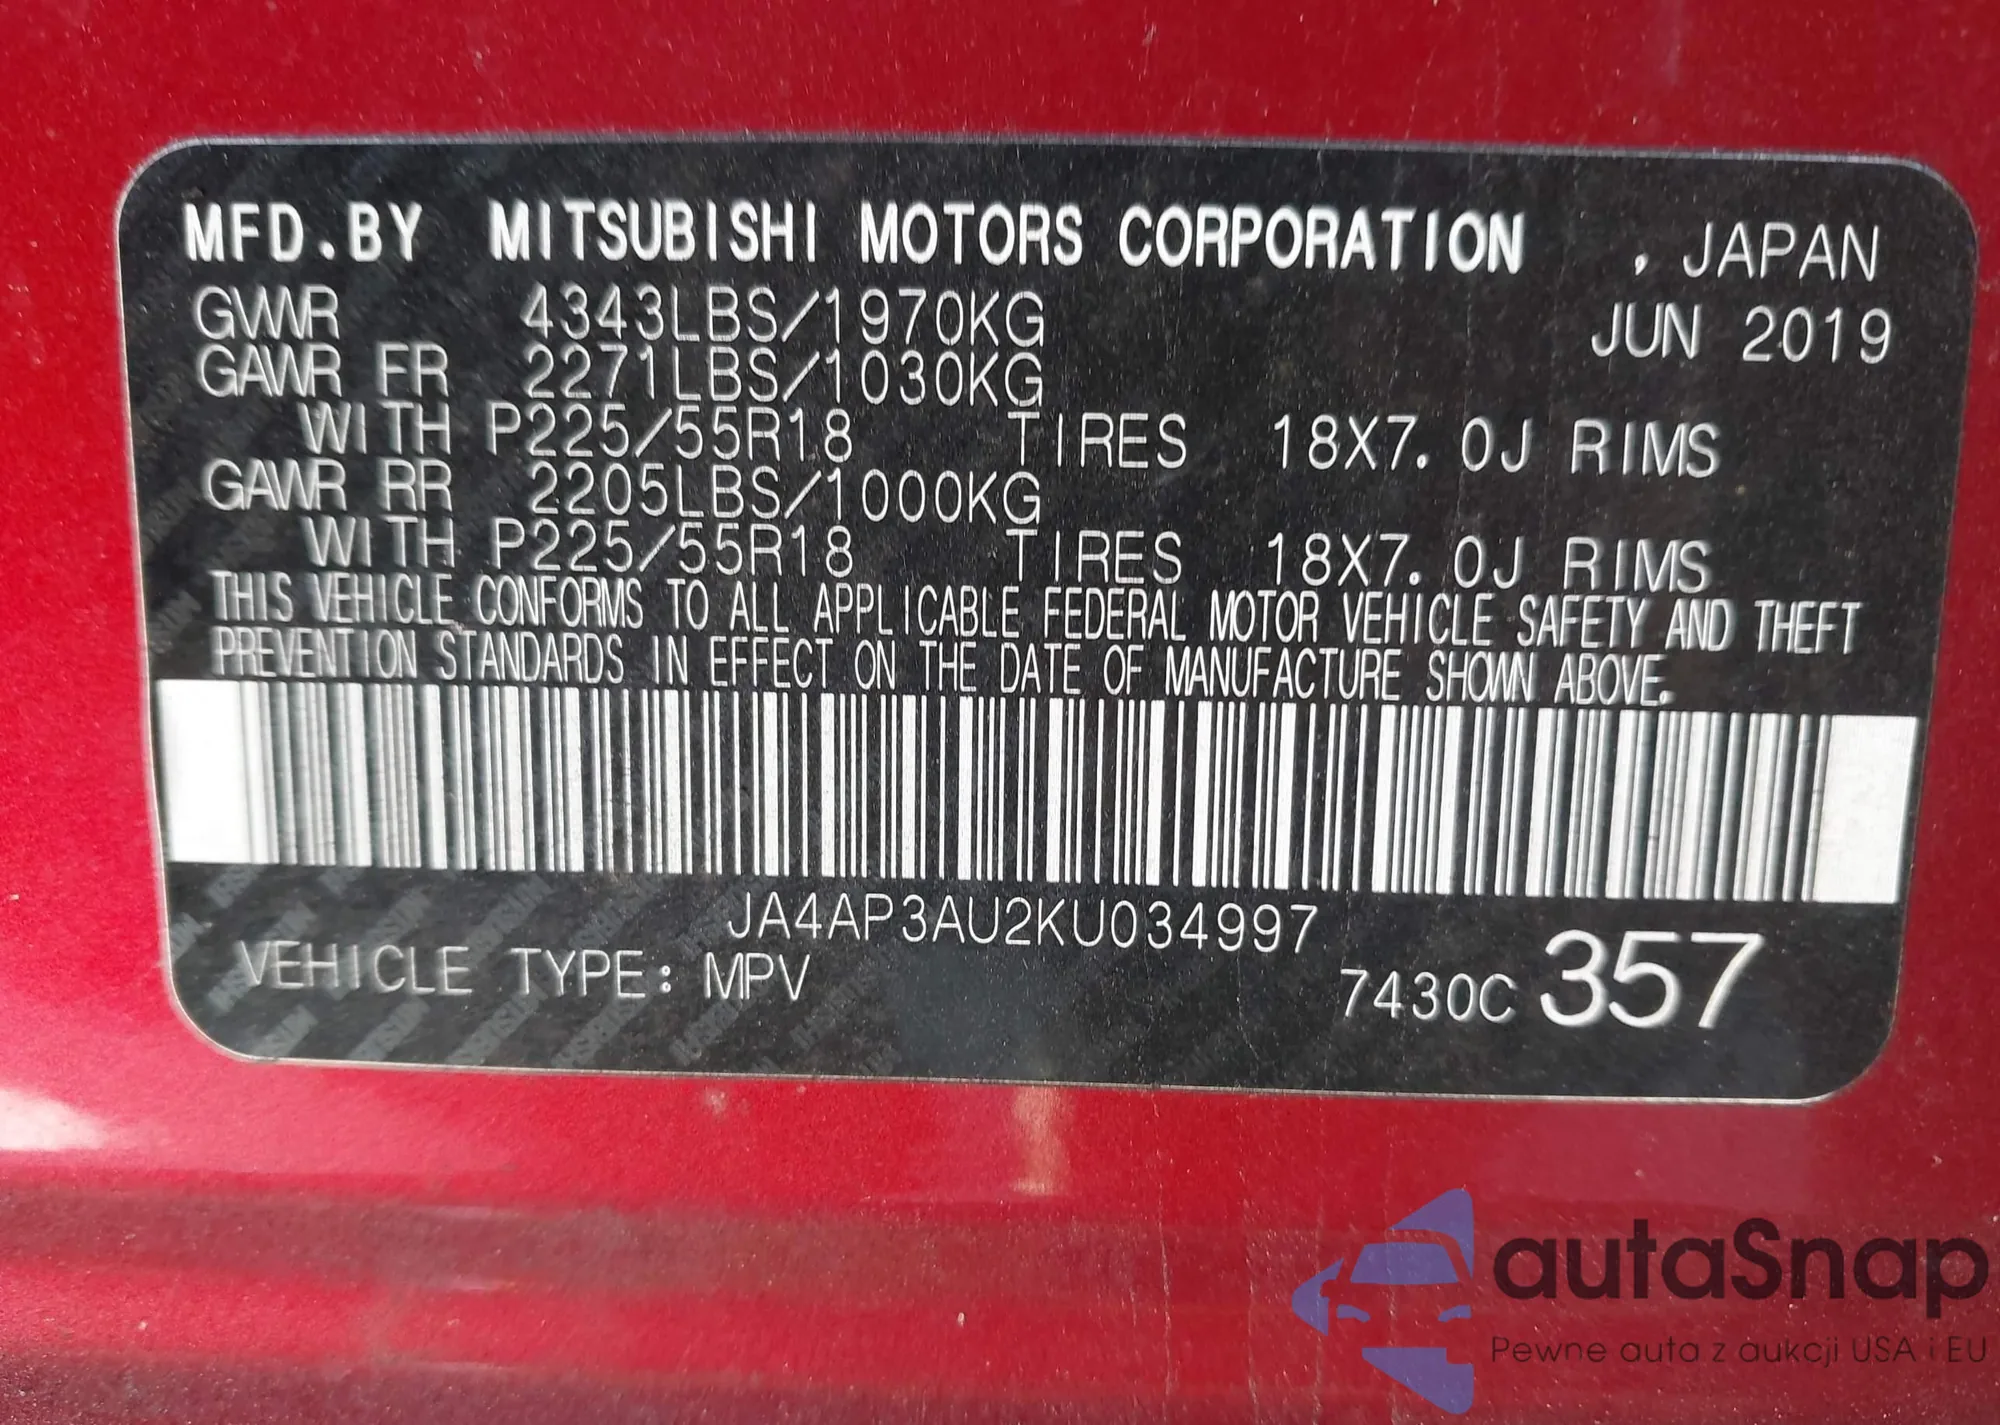 MFD.BY MITSUBISHI MOTORS CORPORATION , JAPAN
GVWR 4343LBS/1970KG JUN 2019
GAWR FR 2271LBS/1030KG
WITH P225/55R18 TIRES 18X7.0J RIMS
GAWR RR 2205LBS/1000KG
WITH P225/55R18 TIRES 18X7.0J RIMS
THIS VEHICLE CONFORMS TO ALL APPLICABLE FEDERAL MOTOR VEHICLE SAFETY AND THEFT
PREVENTION STANDARDS IN EFFECT ON THE DATE OF MANUFACTURE SHOWN ABOVE.
JA4AP3AU2KU034997
VEHICLE TYPE: MPV 7430C 357
autaSnap
Pewne auta z aukcji USA i EU